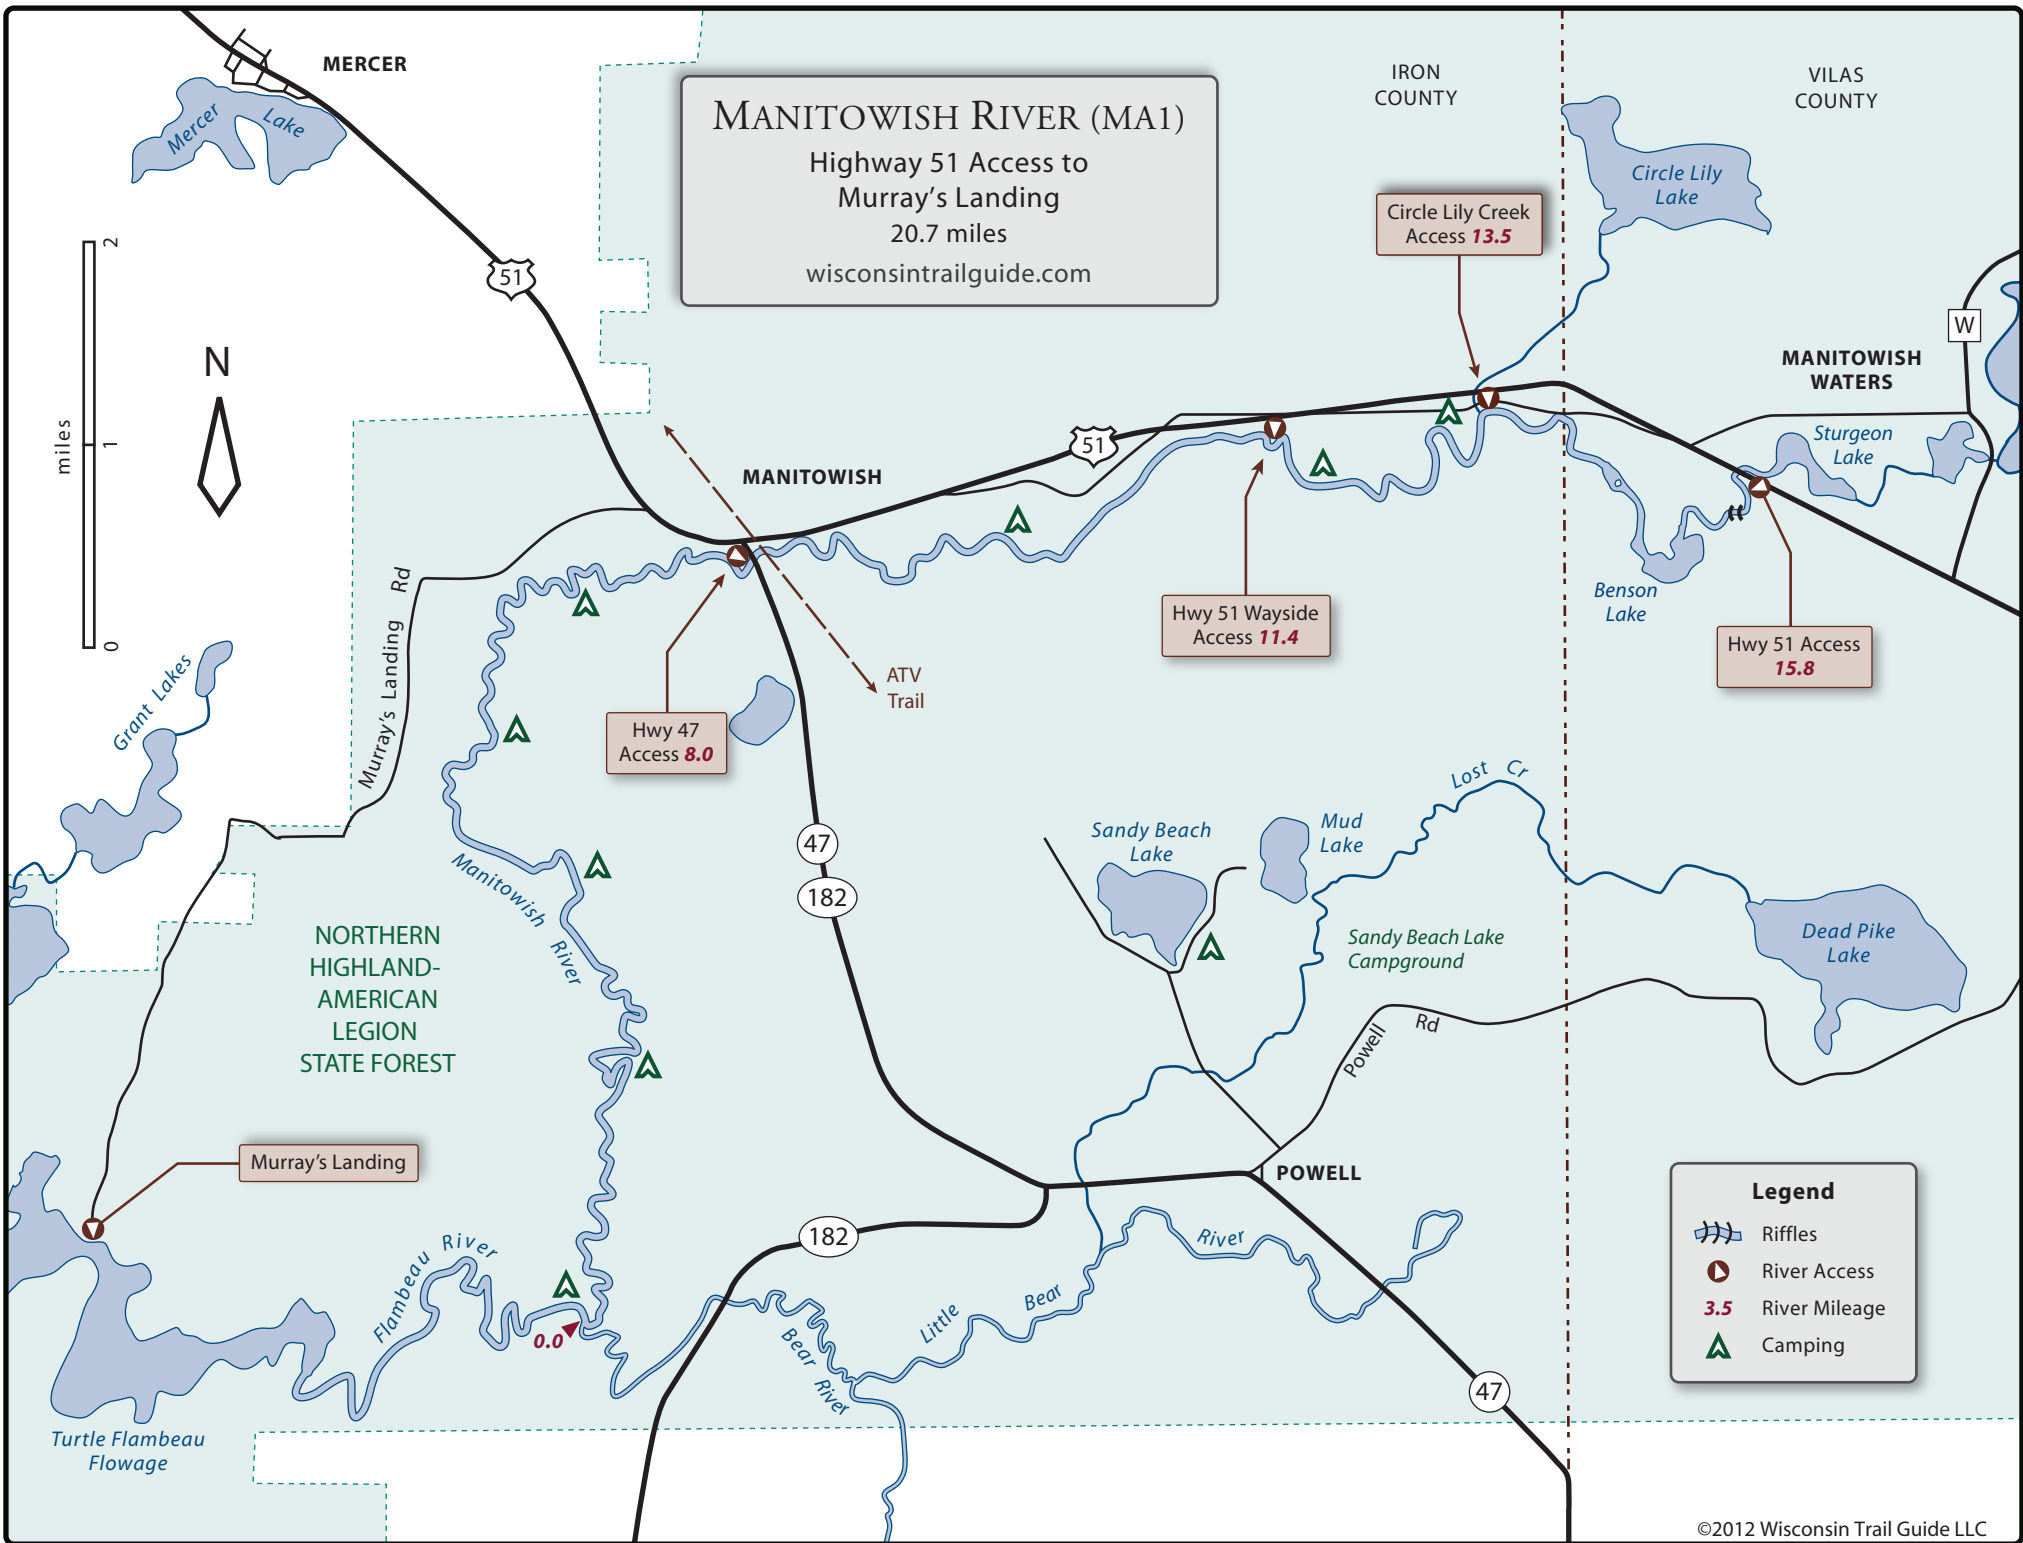 MERCER
Mercer
Lake
MANITOWISH RIVER (MA1)
Highway 51 Access to
Murray's Landing
20.7 miles
wisconsintrailguide.com
IRON
COUNTY
VILAS
COUNTY
Circle Lily
Lake
Circle Lily Creek
Access 13.5
51
2
1
0
miles
N
W
MANITOWISH
WATERS
Sturgeon
Lake
51
MANITOWISH
Benson
Lake
Hwy 51 Wayside
Access 11.4
Hwy 51 Access
15.8
ATV
Trail
Hwy 47
Access 8.0
Murray's Landing Rd
Grant Lakes
47
182
Manitowish River
Sandy Beach
Lake
Mud
Lake
Lost Cr
Sandy Beach Lake
Campground
Dead Pike
Lake
NORTHERN
HIGHLAND-
AMERICAN
LEGION
STATE FOREST
Powell Rd
Murray's Landing
POWELL
182
Flambeau River
0.0
Bear River
Little Bear River
47
Turtle Flambeau
Flowage
Legend
Riffles
River Access
3.5 River Mileage
Camping
©2012 Wisconsin Trail Guide LLC